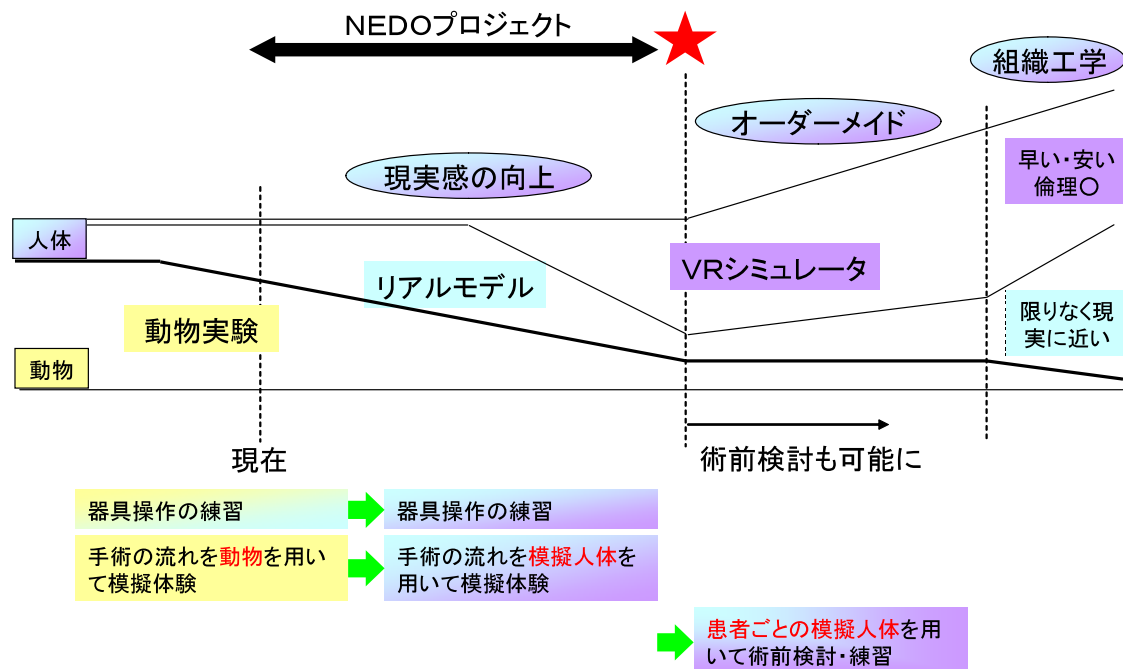 NEDOプロジェクト
組織工学
オーダーメイド
早い・安い
倫理○
現実感の向上
人体
VRシミュレータ
リアルモデル
限りなく現
実に近い
動物実験
動物
現在
術前検討も可能に
器具操作の練習
器具操作の練習
手術の流れを動物を用い
て模擬体験
手術の流れを模擬人体を
用いて模擬体験
患者ごとの模擬人体を用
いて術前検討・練習